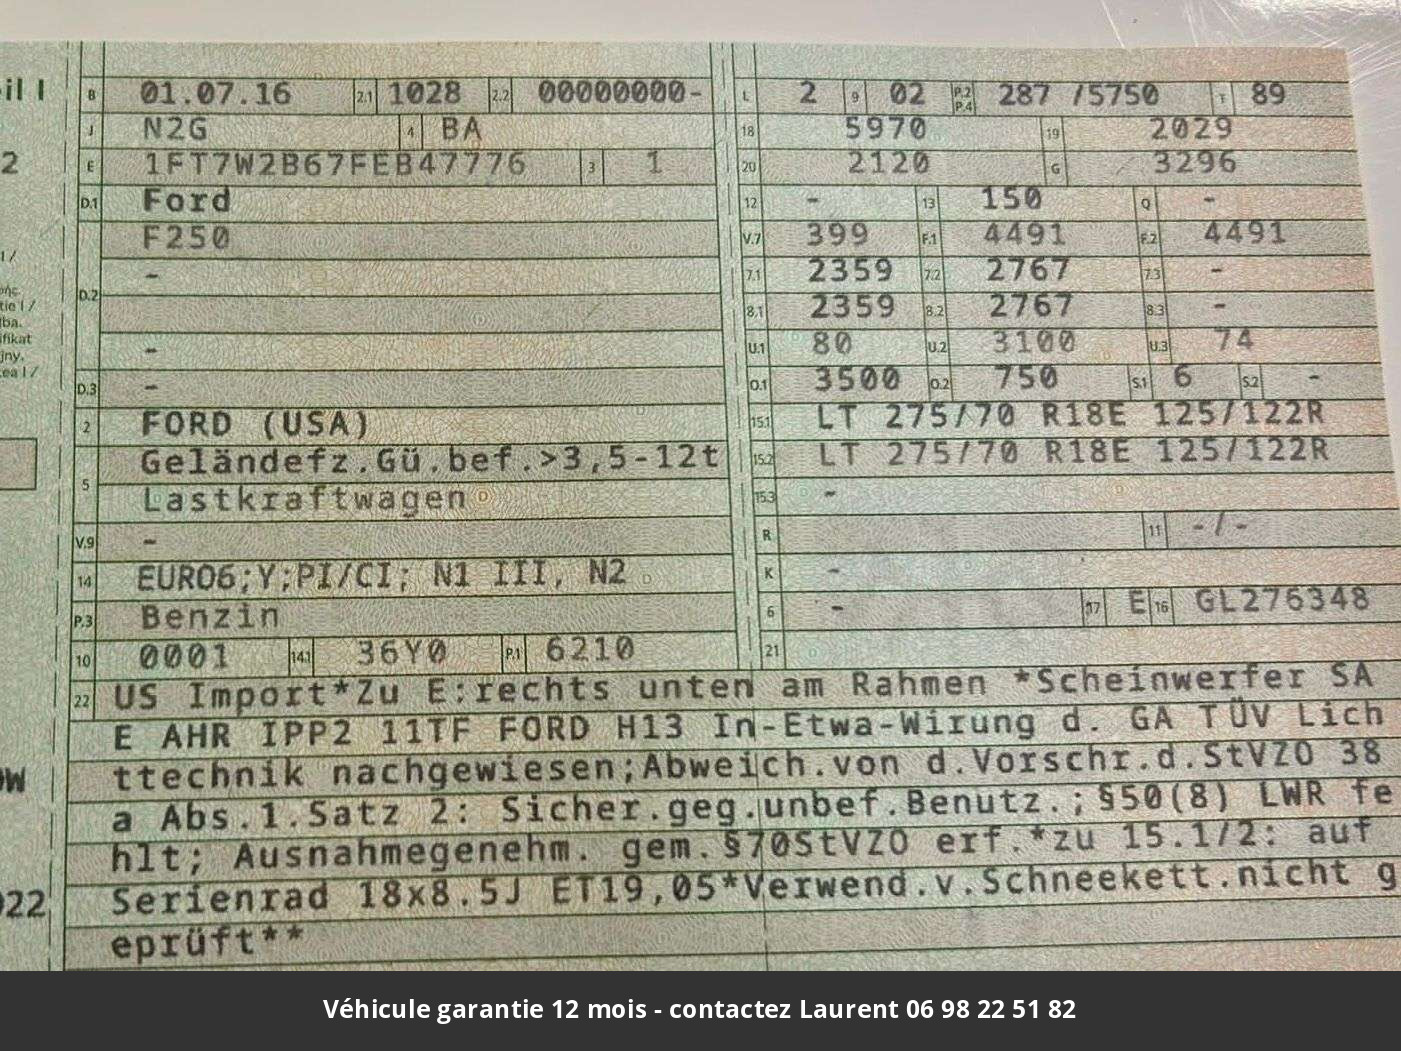 eil I
B 01.07.16 2.1 1028 2.2 00000000-
J N2G 4 BA
E 1FT7W2B67FEB47776 3 1
D.1 Ford
D.2 F250
-
-
D.3 -
2 FORD (USA)
5 Geländefz.Gü.bef.>3,5-12t
Lastkraftwagen
V.9 -
14 EURO6;Y;PI/CI; N1 III, N2
P.3 Benzin
10 0001 14.1 36Y0 P.1 6210
L 2 9 02 P.2 P.4 287 /5750 T 89
18 5970 19 2029
20 2120 G 3296
12 - 13 150 Q -
V.7 399 F.1 4491 F.2 4491
7.1 2359 7.2 2767 7.3 -
8.1 2359 8.2 2767 8.3 -
U.1 80 U.2 3100 U.3 74
O.1 3500 O.2 750 S.1 6 S.2 -
15.1 LT 275/70 R18E 125/122R
15.2 LT 275/70 R18E 125/122R
15.3 -
R 11 -/-
K -
6 - 17 E 16 GL276348
21
22 US Import*Zu E:rechts unten am Rahmen *Scheinwerfer SA
E AHR IPP2 11TF FORD H13 In-Etwa-Wirung d. GA TÜV Lich
ttechnik nachgewiesen;Abweich.von d.Vorschr.d.StVZO 38
a Abs.1.Satz 2: Sicher.geg.unbef.Benutz.;§50(8) LWR fe
hlt; Ausnahmegenehm. gem.§70StVZO erf.*zu 15.1/2: auf
Serienrad 18x8.5J ET19,05*Verwend.v.Schneekett.nicht g
eprüft**
2
tie I /
lba.
ifikat
jny.
tea I /
W
022
Véhicule garantie 12 mois - contactez Laurent 06 98 22 51 82